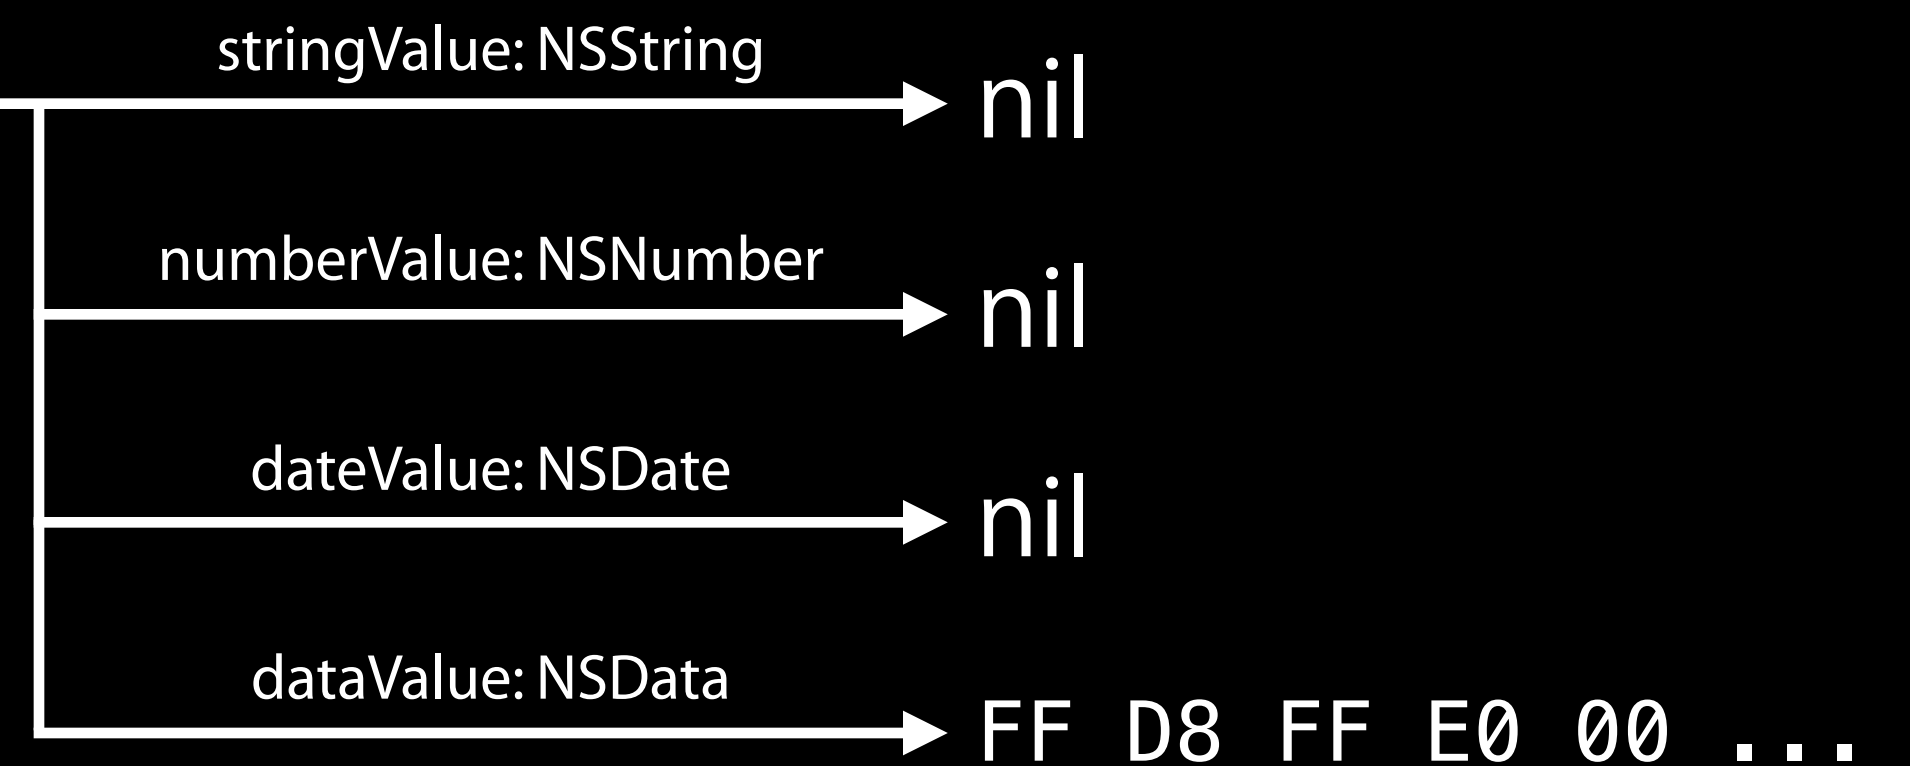 stringValue: NSString
nil
numberValue: NSNumber
nil
dateValue: NSDate
nil
dataValue: NSData
FF D8 FF E0 00 ...